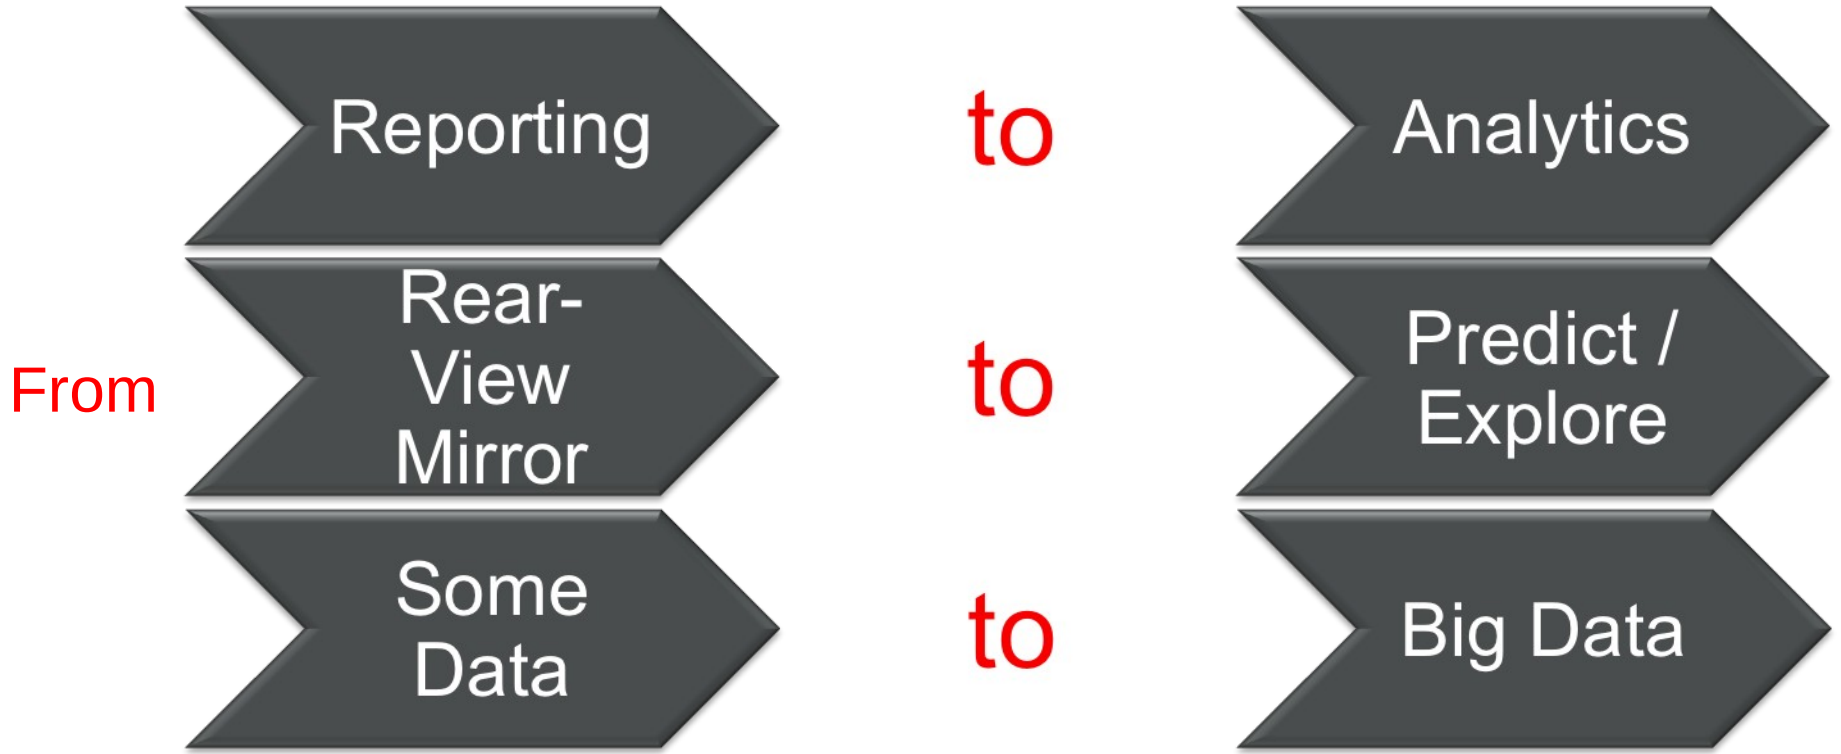 Reporting
to
Analytics
From
Rear-
View
Mirror
to
Predict /
Explore
Some
Data
to
Big Data